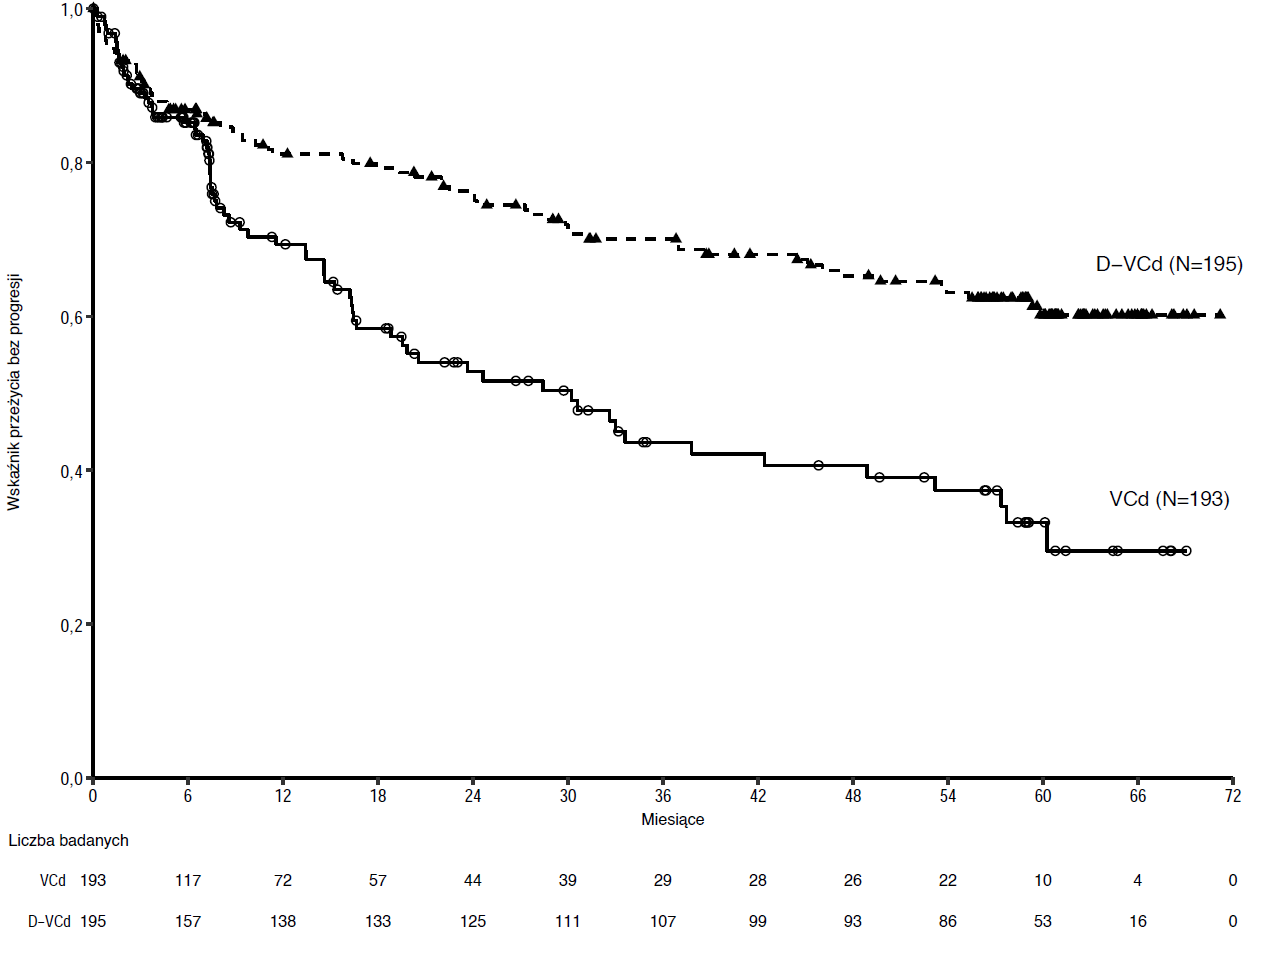 1,0
0,8
0,6
0,4
0,2
0,0
Wskaźnik przeżycia bez progresji
D–VCd (N=195)
VCd (N=193)
0 6 12 18 24 30 36 42 48 54 60 66 72
Miesiące
Liczba badanych
VCd 193 117 72 57 44 39 29 28 26 22 10 4 0
D–VCd 195 157 138 133 125 111 107 99 93 86 53 16 0